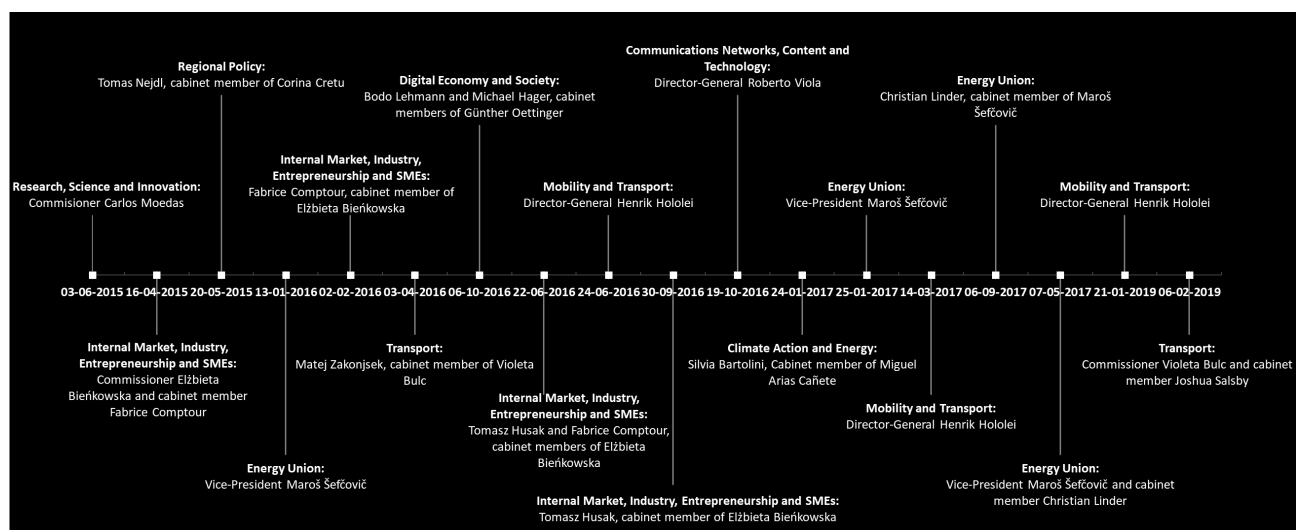 Communications Networks, Content and
Technology:
Director-General Roberto Viola
Regional Policy:
Tomas Nejdl, cabinet member of Corina Cretu
Digital Economy and Society:
Bodo Lehmann and Michael Hager, cabinet
members of Günther Oettinger
Energy Union:
Christian Linder, cabinet member of Maroš
Šefčovič
Internal Market, Industry,
Entrepreneurship and SMEs:
Fabrice Comptour, cabinet member of
Elżbieta Bieńkowska
Research, Science and Innovation:
Commisioner Carlos Moedas
Mobility and Transport:
Director-General Henrik Hololei
Energy Union:
Vice-President Maroš Šefčovič
Mobility and Transport:
Director-General Henrik Hololei
03-06-2015 16-04-2015 20-05-2015 13-01-2016 02-02-2016 03-04-2016 06-10-2016 22-06-2016 24-06-2016 30-09-2016 19-10-2016 24-01-2017 25-01-2017 14-03-2017 06-09-2017 07-05-2017 21-01-2019 06-02-2019
Internal Market, Industry,
Entrepreneurship and SMEs:
Commissioner Elżbieta
Bieńkowska and cabinet member
Fabrice Comptour
Transport:
Matej Zakonjsek, cabinet member of Violeta
Bulc
Climate Action and Energy:
Silvia Bartolini, Cabinet member of Miguel
Arias Cañete
Transport:
Commissioner Violeta Bulc and cabinet
member Joshua Salsby
Internal Market, Industry,
Entrepreneurship and SMEs:
Tomasz Husak and Fabrice Comptour,
cabinet members of Elżbieta
Bieńkowska
Mobility and Transport:
Director-General Henrik Hololei
Energy Union:
Vice-President Maroš Šefčovič
Energy Union:
Vice-President Maroš Šefčovič and cabinet
member Christian Linder
Internal Market, Industry, Entrepreneurship and SMEs:
Tomasz Husak, cabinet member of Elżbieta Bieńkowska